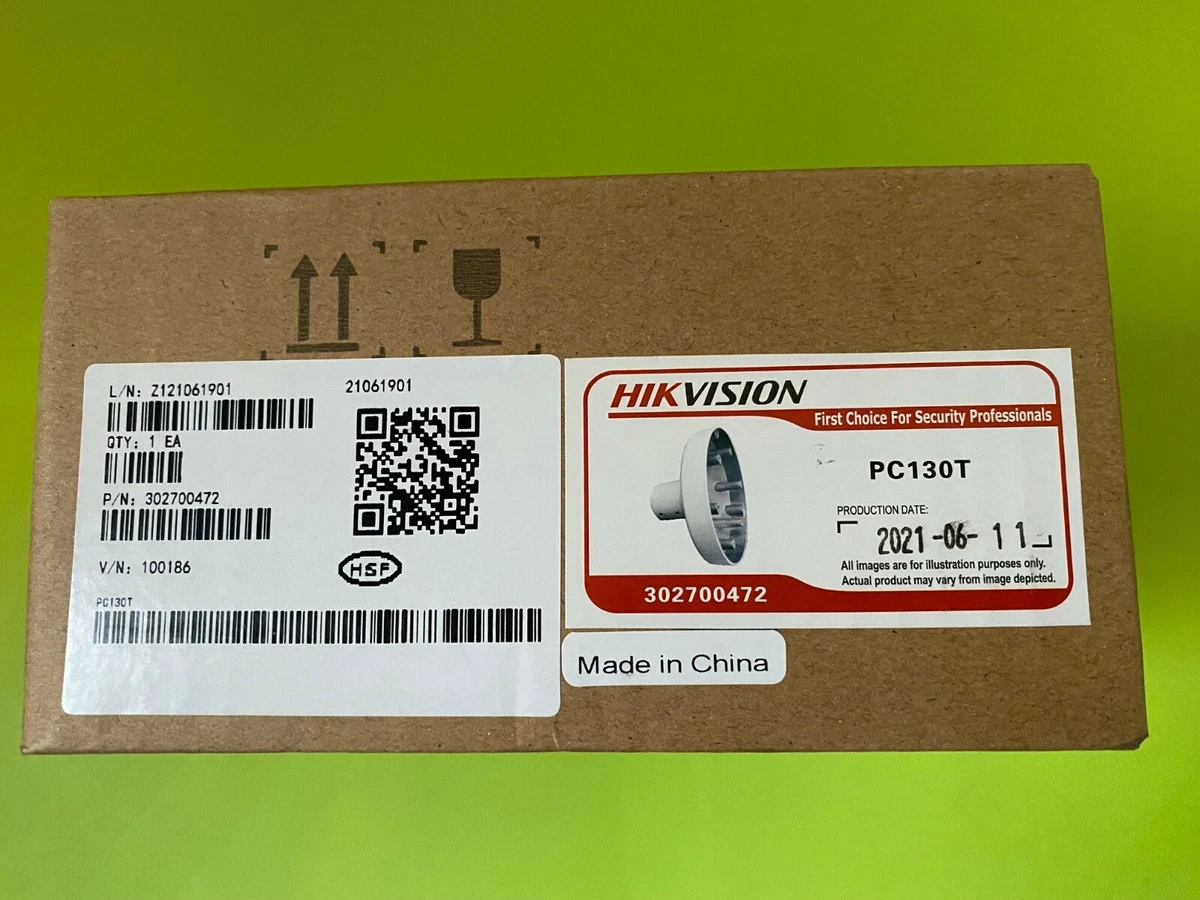 L/N: Z121061901
21061901
QTY: 1 EA
P/N: 302700472
V/N: 100186
HSF
PC130T
HIKVISION
First Choice For Security Professionals
PC130T
PRODUCTION DATE:
2021-06-11
All images are for illustration purposes only.
Actual product may vary from image depicted.
302700472
Made in China